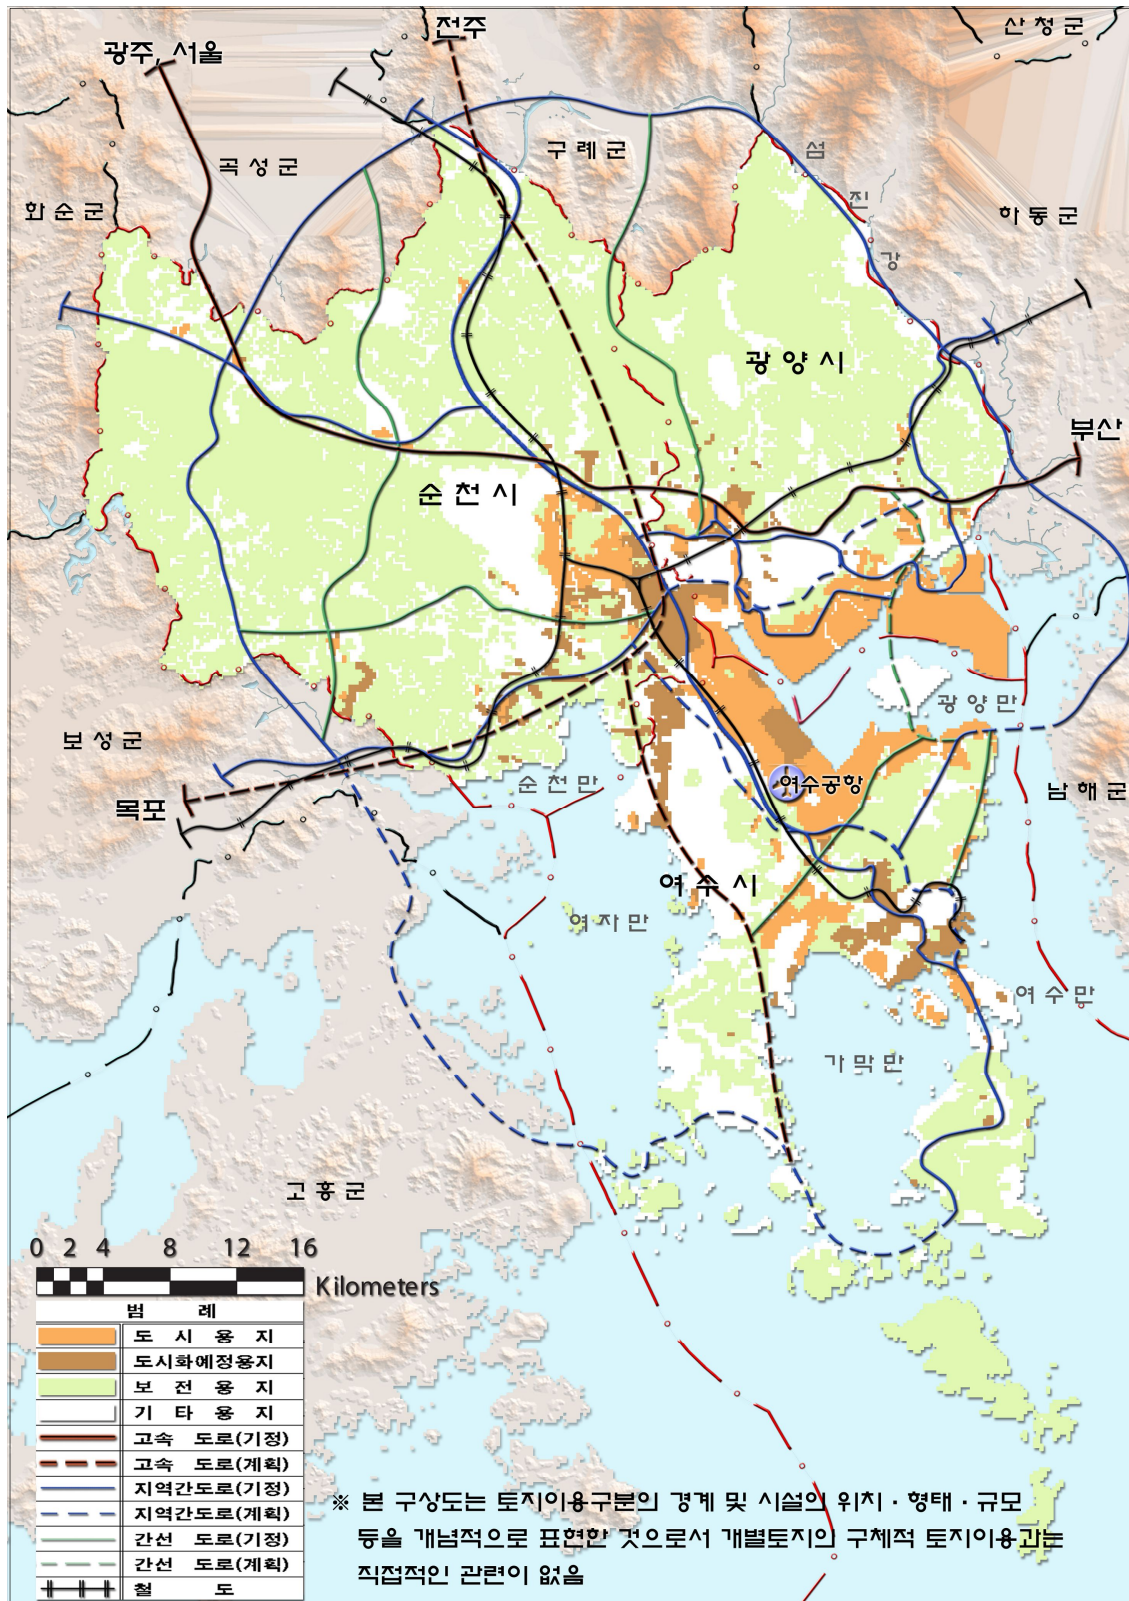 전주
산청군
광주, 서울
구례군
곡성군
섬진강
화순군
하동군
광양시
부산
순천시
광양만
보성군
순천만
여수공항
남해군
목포
여수시
여자만
여수만
가막만
고흥군
0 2 4 8 12 16
Kilometers
범 례
도 시 용 지
도시화예정용지
보 전 용 지
기 타 용 지
고속 도로(기정)
고속 도로(계획)
지역간도로(기정)
지역간도로(계획)
간선 도로(기정)
간선 도로(계획)
철 도
※ 본 구상도는 토지이용구분의 경계 및 시설의 위치 · 형태 · 규모
등을 개념적으로 표현한 것으로서 개별토지의 구체적 토지이용과는
직접적인 관련이 없음